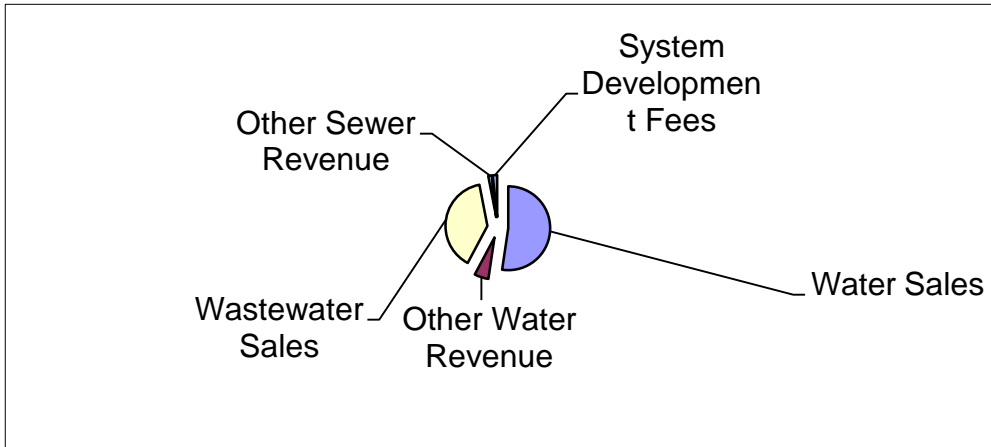 System
Developmen
t Fees
Other Sewer
Revenue
Water Sales
Wastewater
Sales
Other Water
Revenue